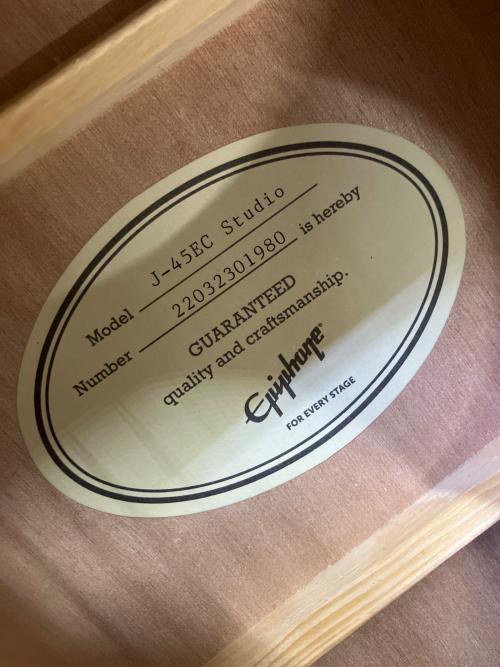 Model J-45EC Studio
Number 22032301980 is hereby
GUARANTEED
quality and craftsmanship.
Epiphone®
FOR EVERY STAGE